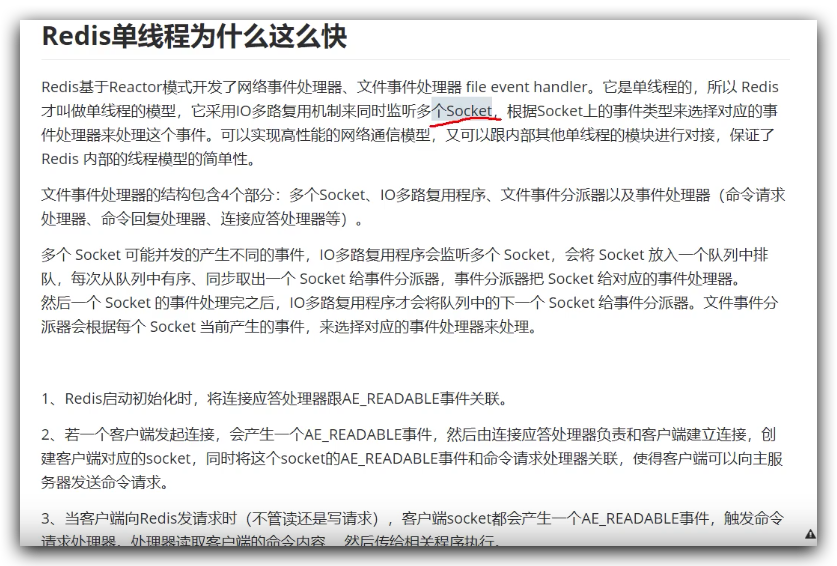 Redis单线程为什么这么快
Redis基于Reactor模式开发了网络事件处理器、文件事件处理器 file event handler。它是单线程的，所以 Redis
才叫做单线程的模型，它采用IO多路复用机制来同时监听多个Socket，根据Socket上的事件类型来选择对应的事
件处理器来处理这个事件。可以实现高性能的网络通信模型，又可以跟内部其他单线程的模块进行对接，保证了
Redis 内部的线程模型的简单性。
文件事件处理器的结构包含4个部分：多个Socket、IO多路复用程序、文件事件分派器以及事件处理器（命令请求
处理器、命令回复处理器、连接应答处理器等）。
多个 Socket 可能并发的产生不同的事件，IO多路复用程序会监听多个 Socket，会将 Socket 放入一个队列中排
队，每次从队列中有序、同步取出一个 Socket 给事件分派器，事件分派器把 Socket 给对应的事件处理器。
然后一个 Socket 的事件处理完之后，IO多路复用程序才会将队列中的下一个 Socket 给事件分派器。文件事件分
派器会根据每个 Socket 当前产生的事件，来选择对应的事件处理器来处理。
1、Redis启动初始化时，将连接应答处理器跟AE_READABLE事件关联。
2、若一个客户端发起连接，会产生一个AE_READABLE事件，然后由连接应答处理器负责和客户端建立连接，创
建客户端对应的socket，同时将这个socket的AE_READABLE事件和命令请求处理器关联，使得客户端可以向主服
务器发送命令请求。
3、当客户端向Redis发请求时（不管读还是写请求），客户端socket都会产生一个AE_READABLE事件，触发命令
请求处理器。处理器读取客户端的命令内容，然后传给相关程序执行。